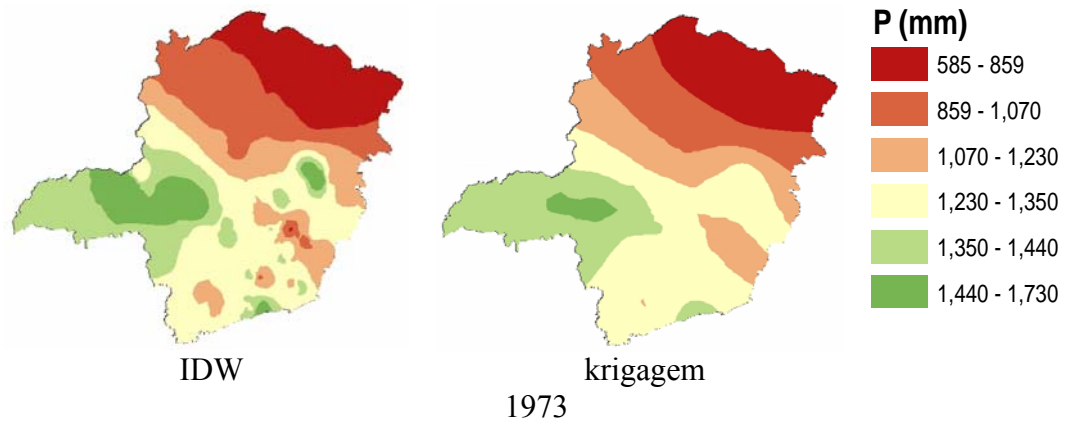 P (mm)
585 - 859
859 - 1,070
1,070 - 1,230
1,230 - 1,350
1,350 - 1,440
1,440 - 1,730
IDW
krigagem
1973